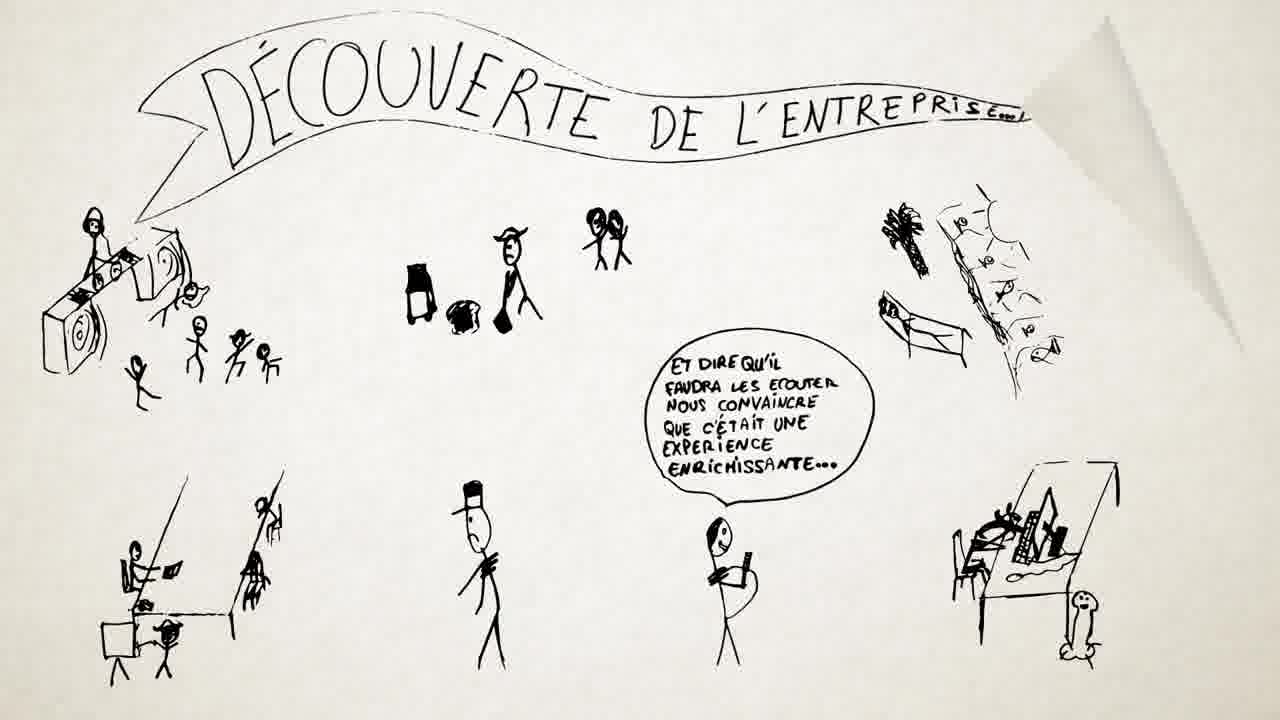 DÉCOUVERTE DE L'ENTREPRISE...!
ET DIRE QU'IL
FAUDRA LES ECOUTER
NOUS CONVAINCRE
QUE C'ÉTAIT UNE
EXPERIENCE
ENRICHISSANTE...